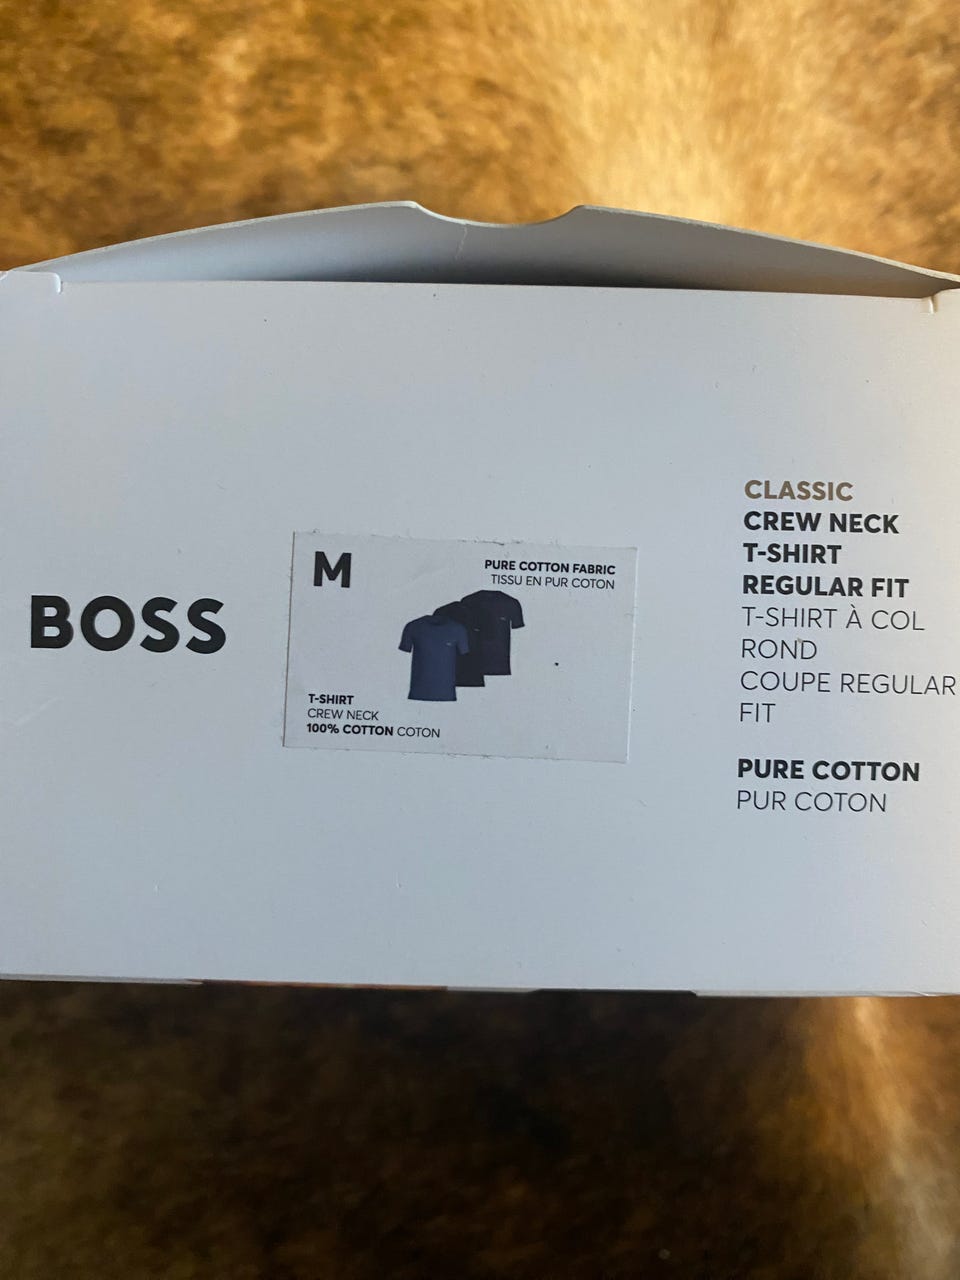 BOSS
M
PURE COTTON FABRIC
TISSU EN PUR COTON
T-SHIRT
CREW NECK
100% COTTON COTON
CLASSIC
CREW NECK
T-SHIRT
REGULAR FIT
T-SHIRT À COL
ROND
COUPE REGULAR
FIT
PURE COTTON
PUR COTON